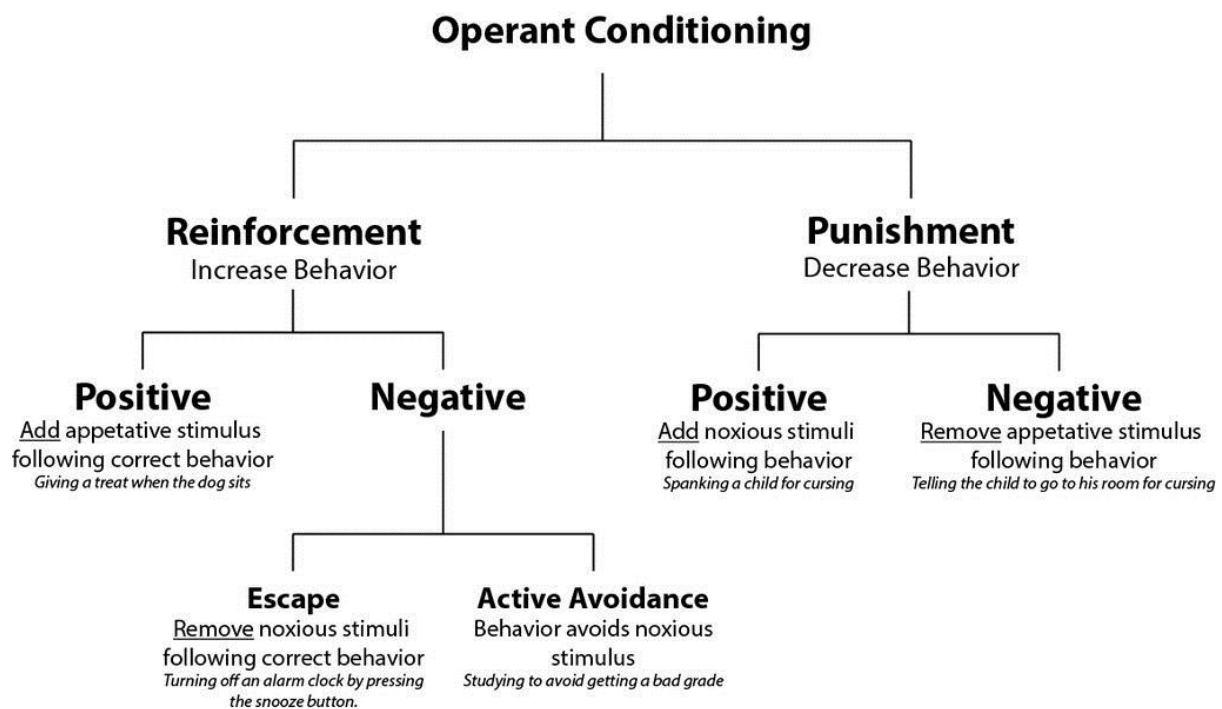 Operant Conditioning
Reinforcement
Increase Behavior
Punishment
Decrease Behavior
Positive
Add appetative stimulus
following correct behavior
Giving a treat when the dog sits
Negative
Positive
Add noxious stimuli
following behavior
Spanking a child for cursing
Negative
Remove appetative stimulus
following behavior
Telling the child to go to his room for cursing
Escape
Remove noxious stimuli
following correct behavior
Turning off an alarm clock by pressing
the snooze button.
Active Avoidance
Behavior avoids noxious
stimulus
Studying to avoid getting a bad grade